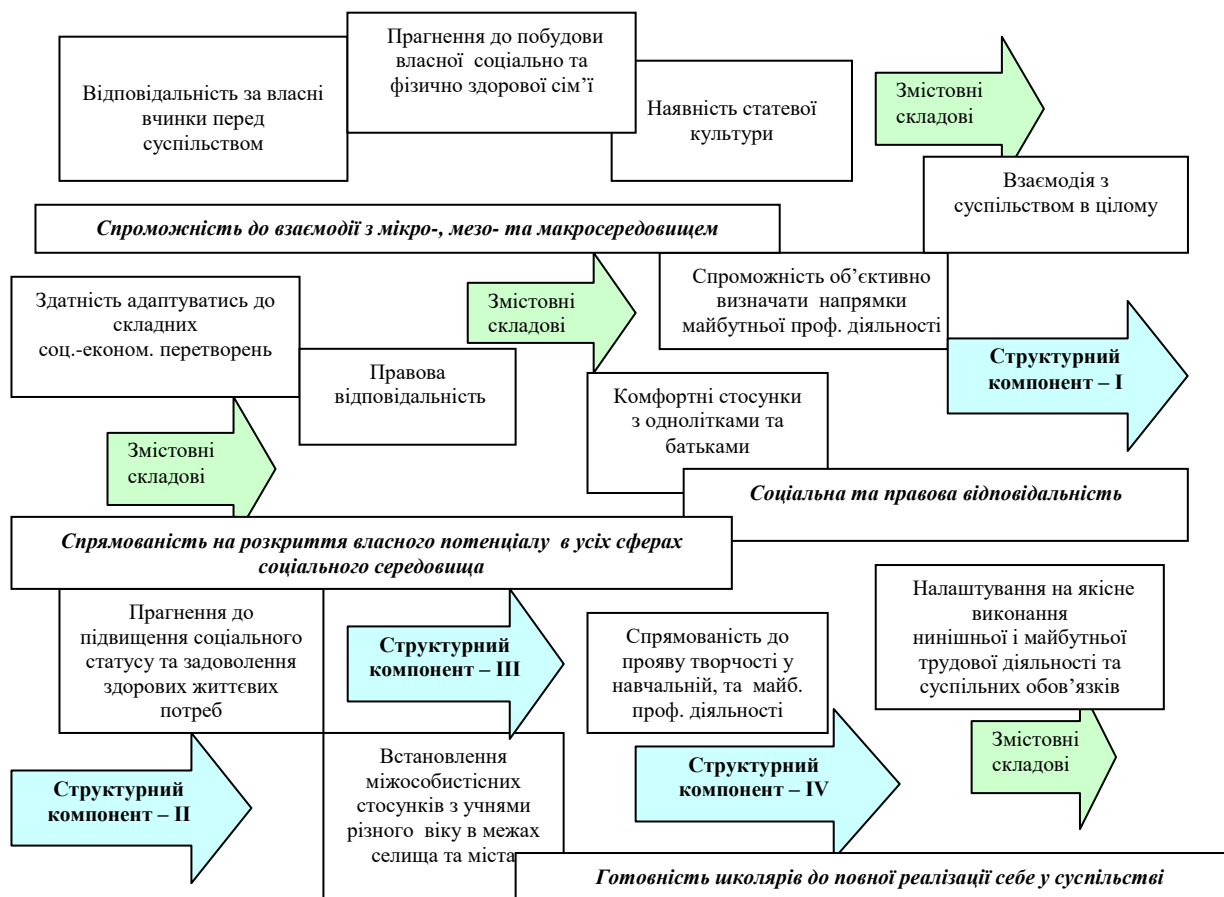 Відповідальність за власні
вчинки перед
суспільством
Прагнення до побудови
власної соціально та
фізично здорової сім’ї
Наявність статевої
культури
Змістовні
складові
Взаємодія з
суспільством в цілому
Спроможність до взаємодії з мікро-, мезо- та макросередовищем
Здатність адаптуватись до
складних
соц.-економ. перетворень
Правова
відповідальність
Змістовні
складові
Спроможність об’єктивно
визначати напрямки
майбутньої проф. діяльності
Структурний
компонент – I
Комфортні стосунки
з однолітками та
батьками
Змістовні
складові
Соціальна та правова відповідальність
Спрямованість на розкриття власного потенціалу в усіх сферах
соціального середовища
Прагнення до
підвищення соціального
статусу та задоволення
здорових життєвих
потреб
Структурний
компонент – III
Спрямованість до
прояву творчості у
навчальній, та майб.
проф. діяльності
Налаштування на якісне
виконання
нинішньої і майбутньої
трудової діяльності та
суспільних обов’язків
Структурний
компонент – II
Встановлення
міжособистісних
стосунків з учнями
різного віку в межах
селища та міста
Структурний
компонент – IV
Змістовні
складові
Готовність школярів до повної реалізації себе у суспільстві